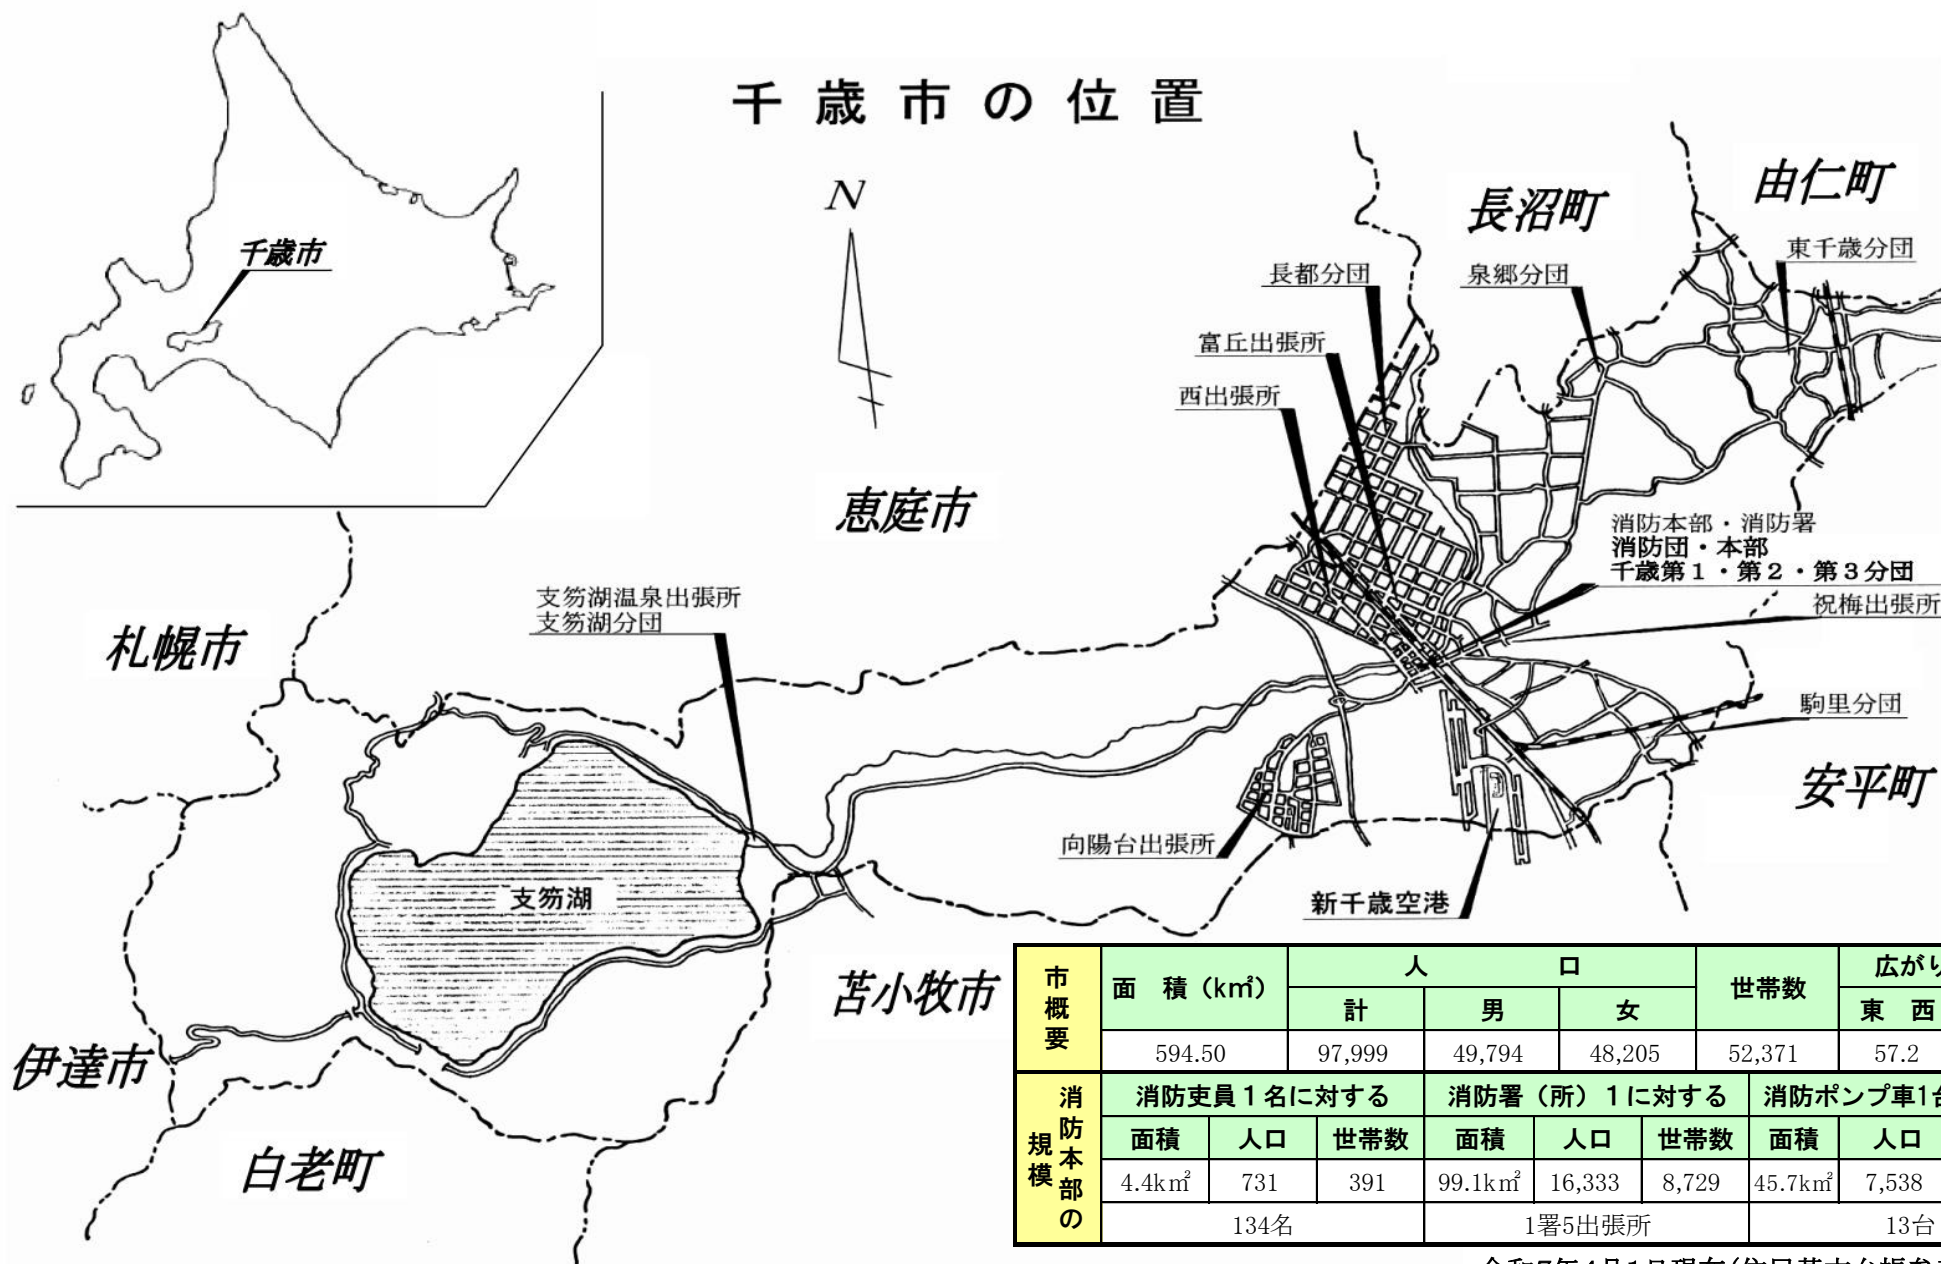 千歳市の位置
N
千歳市
長沼町
由仁町
東千歳分団
長都分団
泉郷分団
富丘出張所
西出張所
恵庭市
消防本部・消防署
消防団・本部
千歳第1・第2・第3分団
祝梅出張所
支笏湖温泉出張所
支笏湖分団
札幌市
駒里分団
安平町
向陽台出張所
支笏湖
新千歳空港
苫小牧市
伊達市
白老町
市概要 面 積（k㎡） 人 口 世帯数 広がり
計 男 女 東 西
594.50 97,999 49,794 48,205 52,371 57.2
消防本部の規模 消防吏員1名に対する 消防署（所）1に対する 消防ポンプ車1台
面積 人口 世帯数 面積 人口 世帯数 面積 人口
4.4k㎡ 731 391 99.1k㎡ 16,333 8,729 45.7k㎡ 7,538
134名 1署5出張所 13台